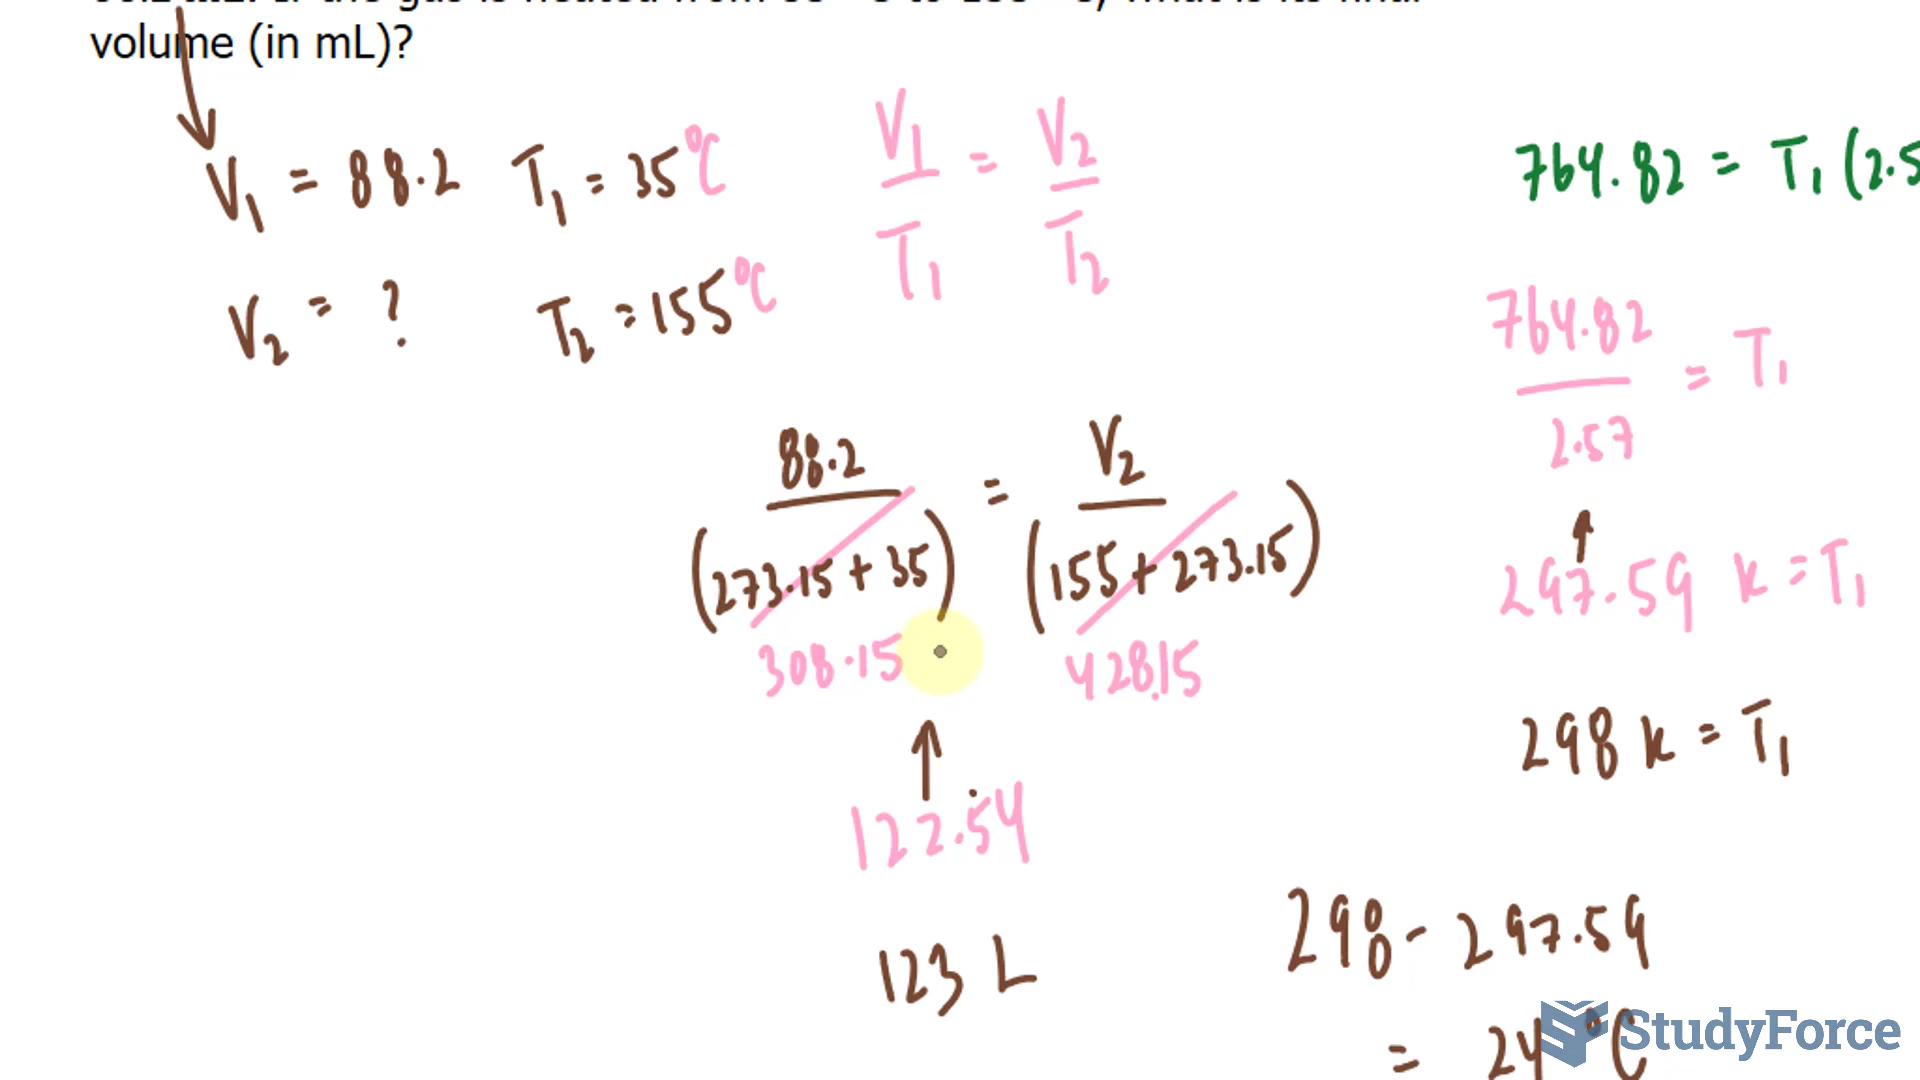 volume (in mL)?
V₁ = 88.2 T₁ = 35°C
V₂ = ? T₂ = 155°C
V₁/T₁ = V₂/T₂
88.2/(273.15 + 35) = V₂/(155 + 273.15)
308.15 428.15
122.54
123 L
764.82 = T₁ (2.5
764.82/2.57 = T₁
297.59 K = T₁
298 K = T₁
298 - 297.59
= 24 °C
StudyForce